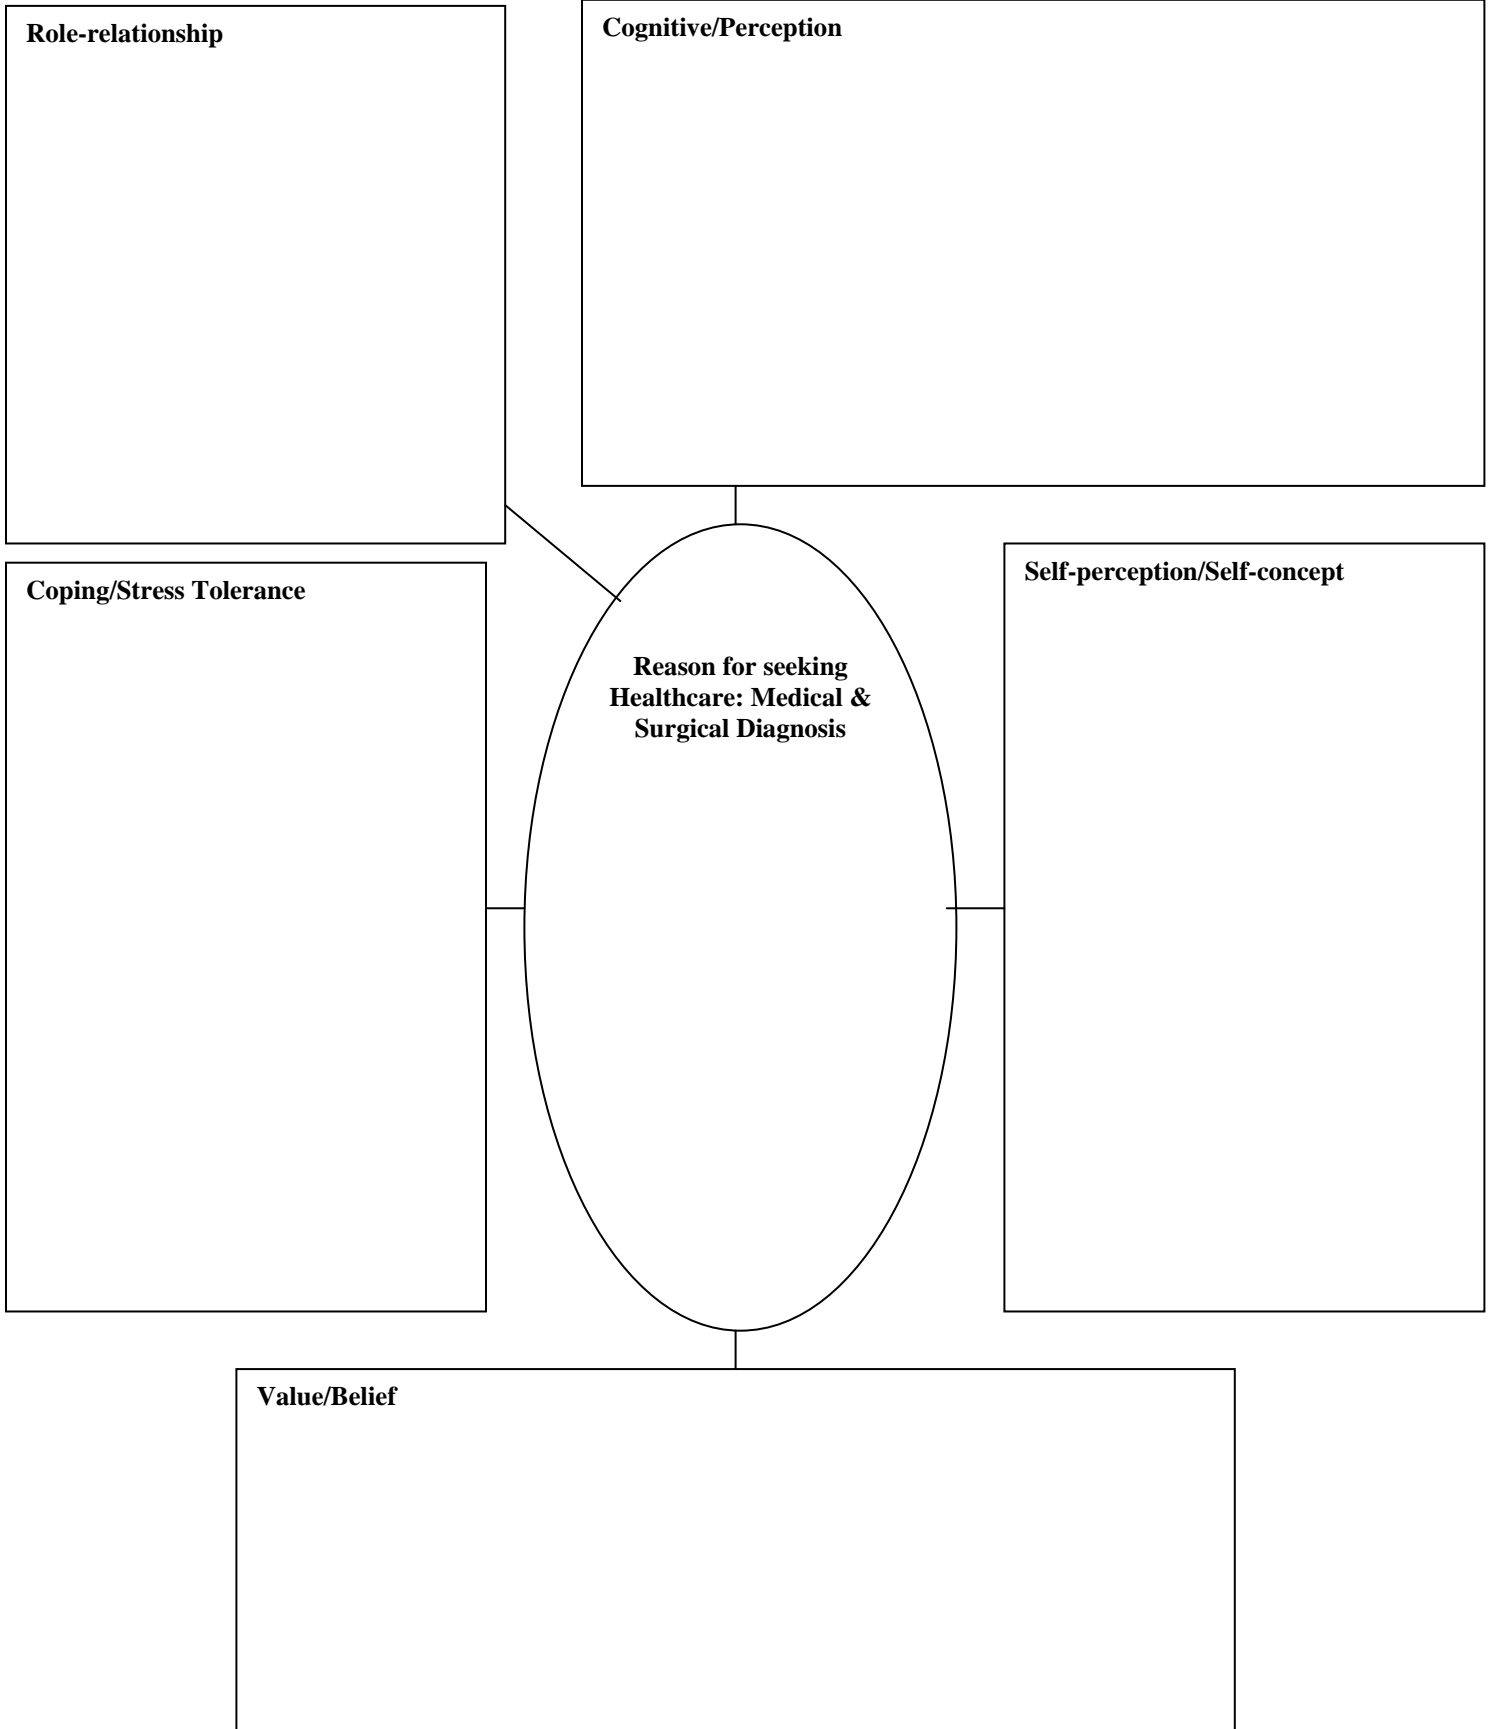 Role-relationship
Cognitive/Perception
Coping/Stress Tolerance
Reason for seeking
Healthcare: Medical &
Surgical Diagnosis
Self-perception/Self-concept
Value/Belief